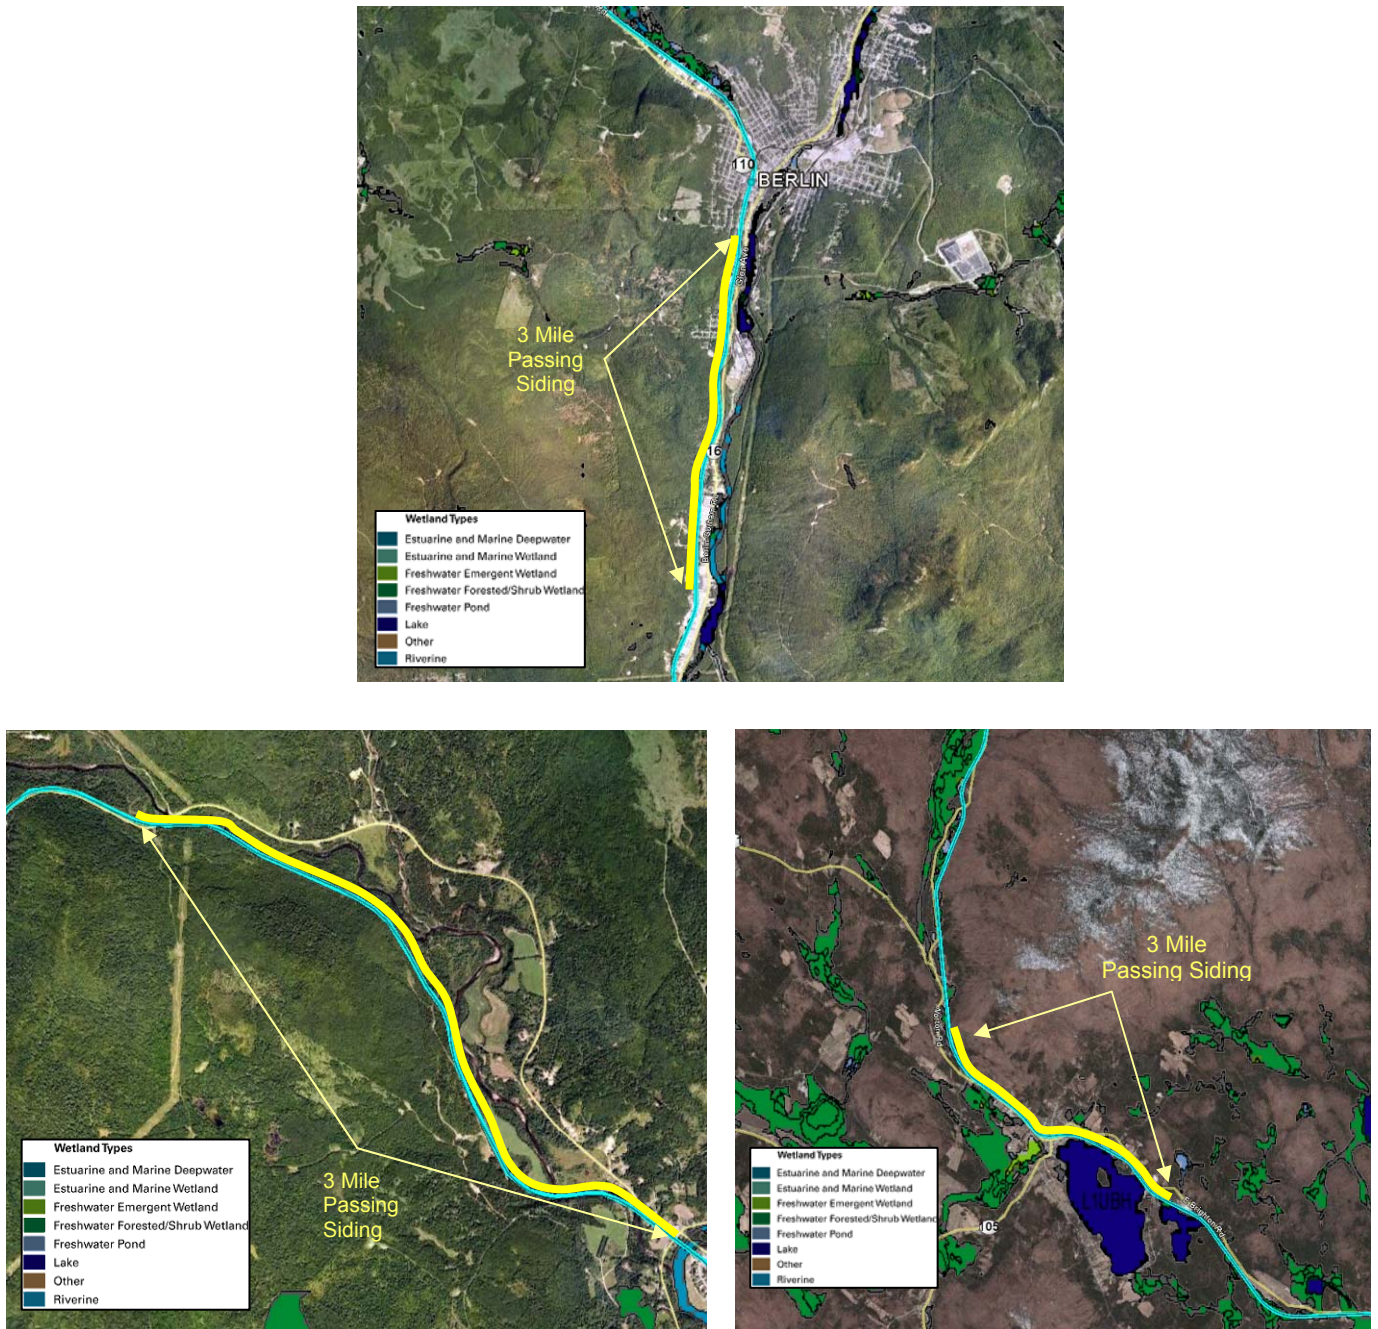 110
BERLIN
Glen Ave
3 Mile
Passing
Siding
16
Wetland Types
Estuarine and Marine Deepwater
Estuarine and Marine Wetland
Freshwater Emergent Wetland
Freshwater Forested/Shrub Wetland
Freshwater Pond
Lake
Other
Riverine
3 Mile
Passing
Siding
Wetland Types
Estuarine and Marine Deepwater
Estuarine and Marine Wetland
Freshwater Emergent Wetland
Freshwater Forested/Shrub Wetland
Freshwater Pond
Lake
Other
Riverine
3 Mile
Passing Siding
L1UBH
105
Wetland Types
Estuarine and Marine Deepwater
Estuarine and Marine Wetland
Freshwater Emergent Wetland
Freshwater Forested/Shrub Wetland
Freshwater Pond
Lake
Other
Riverine